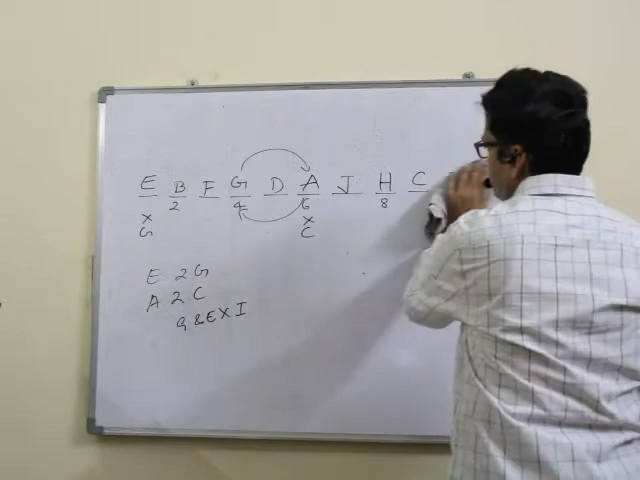 E B F G D A J H C
2 4 6 8
X X
G C
E 2 G
A 2 C
G & E X I